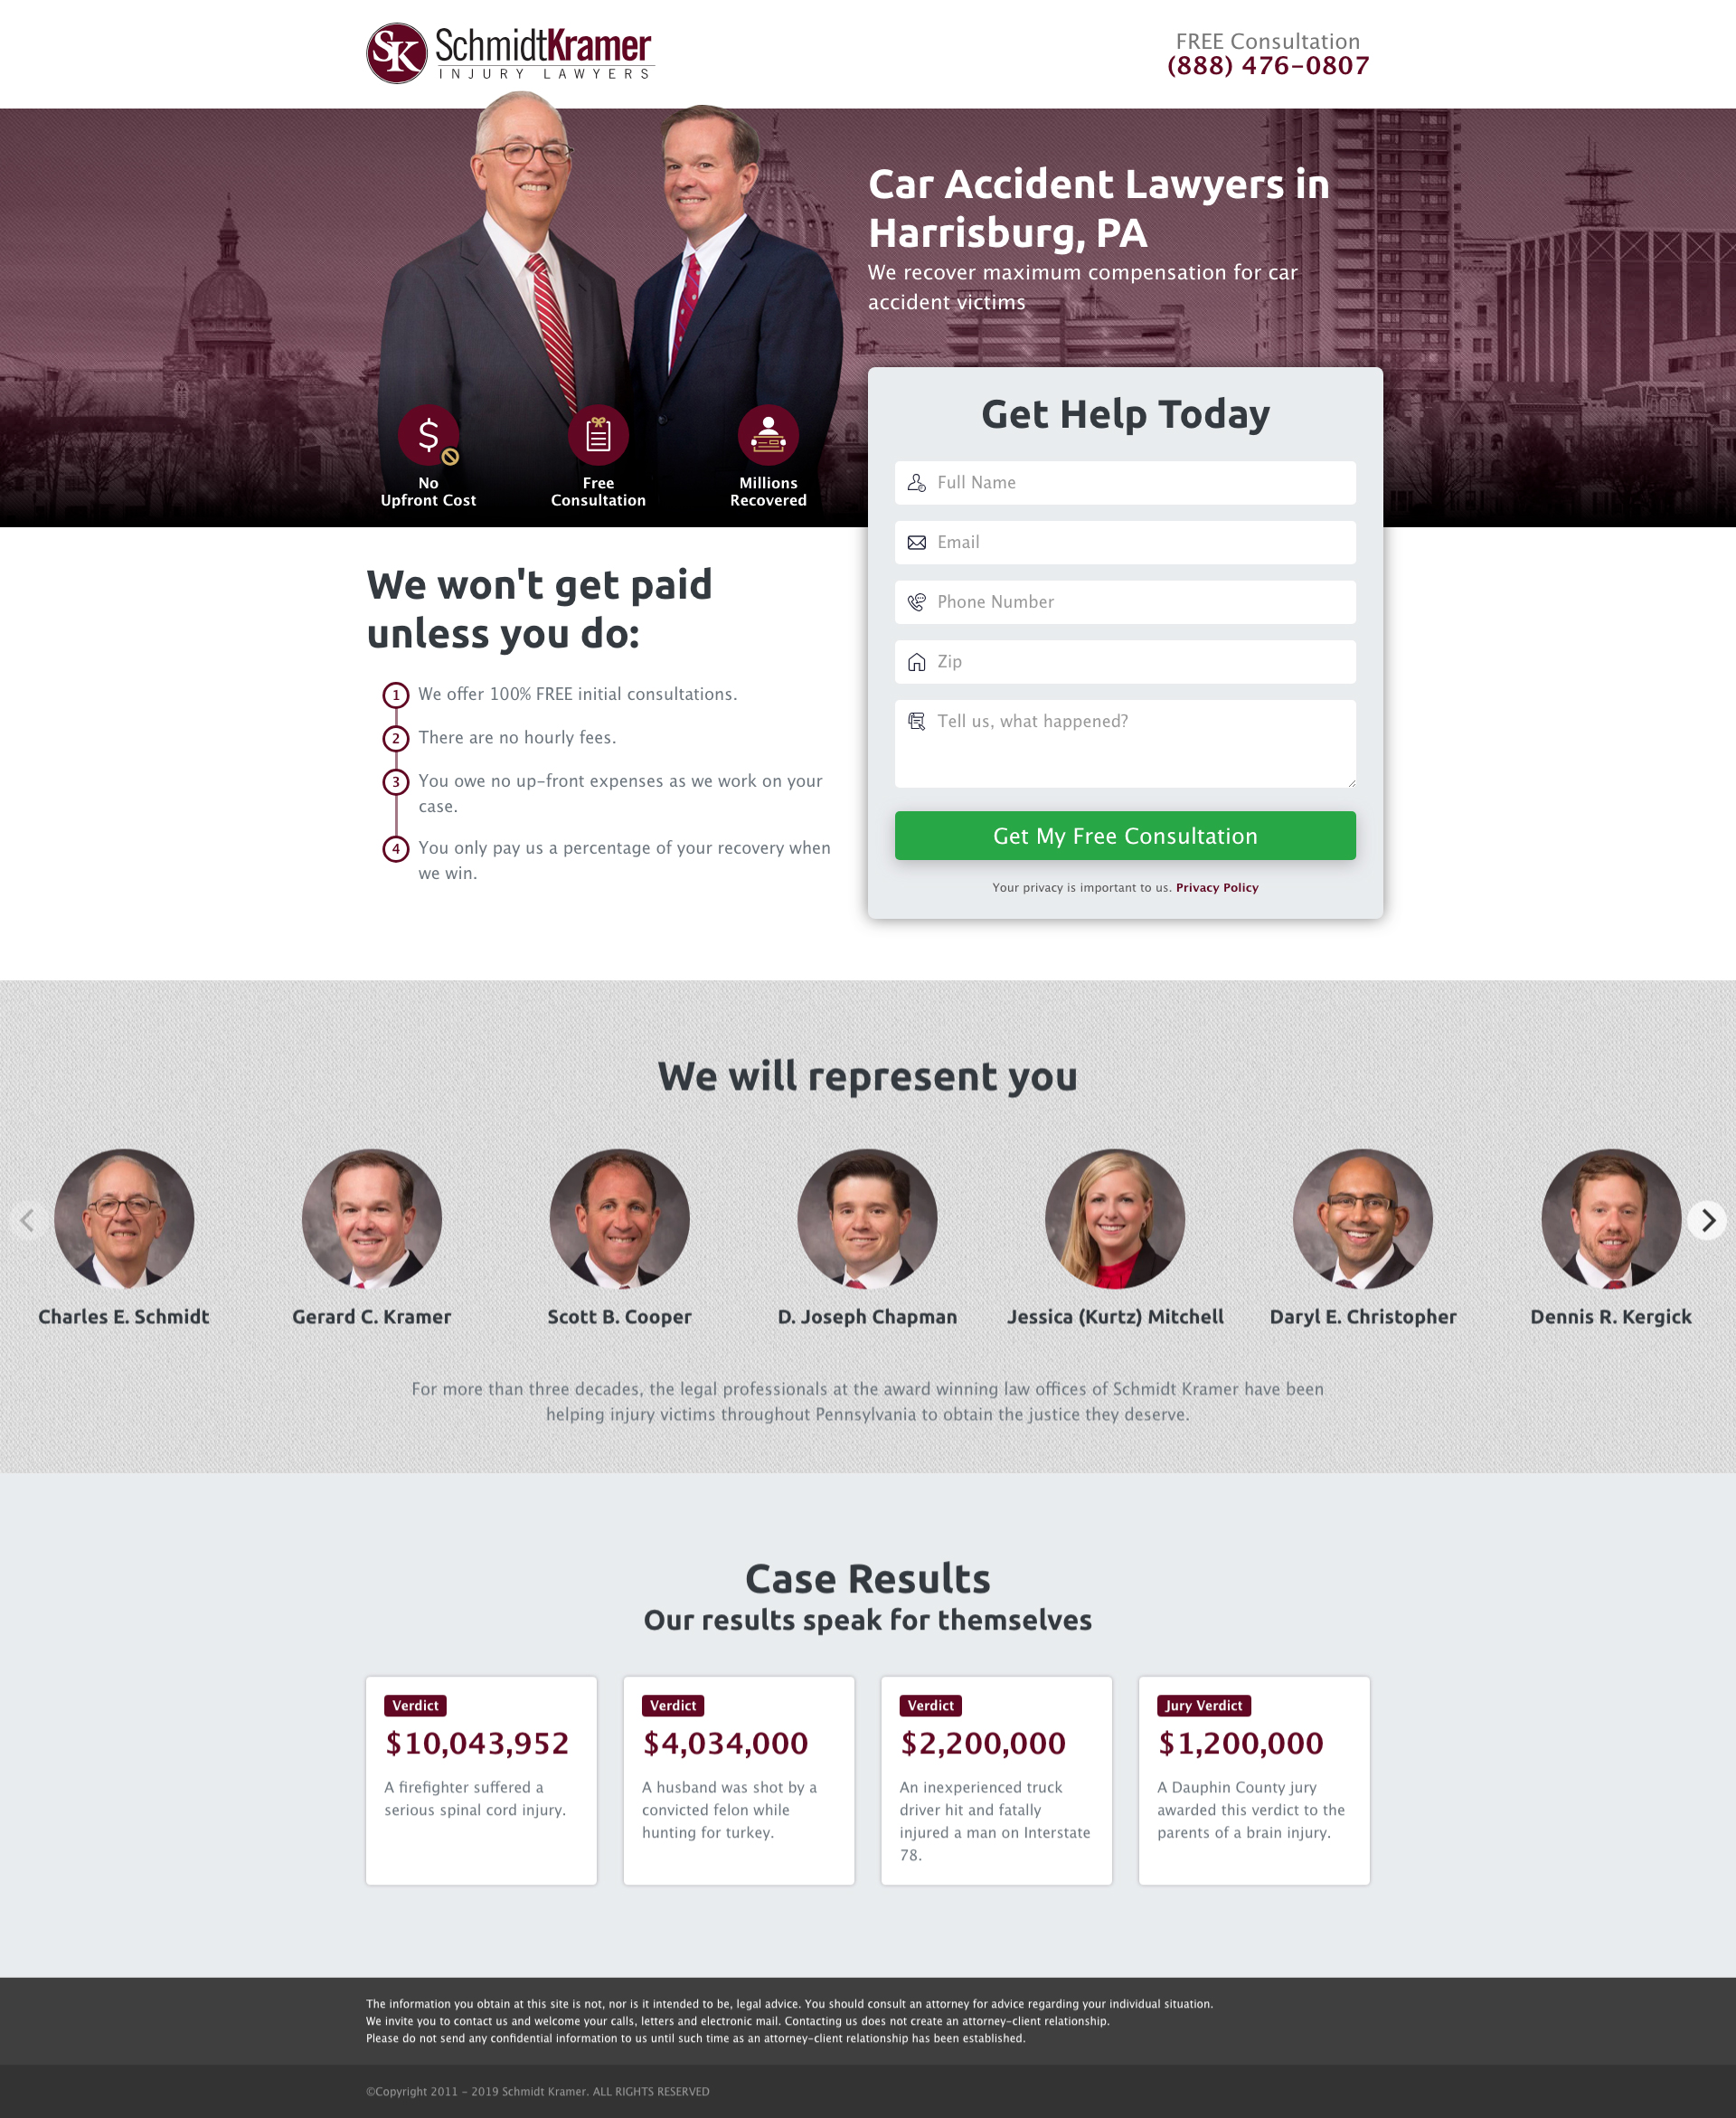 SK SchmidtKramer
INJURY LAWYERS
FREE Consultation
(888) 476-0807
Car Accident Lawyers in
Harrisburg, PA
We recover maximum compensation for car
accident victims
No
Upfront Cost
Free
Consultation
Millions
Recovered
Get Help Today
Full Name
Email
Phone Number
Zip
Tell us, what happened?
Get My Free Consultation
Your privacy is important to us. Privacy Policy
We won't get paid
unless you do:
1 We offer 100% FREE initial consultations.
2 There are no hourly fees.
3 You owe no up-front expenses as we work on your
case.
4 You only pay us a percentage of your recovery when
we win.
We will represent you
Charles E. Schmidt
Gerard C. Kramer
Scott B. Cooper
D. Joseph Chapman
Jessica (Kurtz) Mitchell
Daryl E. Christopher
Dennis R. Kergick
For more than three decades, the legal professionals at the award winning law offices of Schmidt Kramer have been
helping injury victims throughout Pennsylvania to obtain the justice they deserve.
Case Results
Our results speak for themselves
Verdict
$10,043,952
A firefighter suffered a
serious spinal cord injury.
Verdict
$4,034,000
A husband was shot by a
convicted felon while
hunting for turkey.
Verdict
$2,200,000
An inexperienced truck
driver hit and fatally
injured a man on Interstate
78.
Jury Verdict
$1,200,000
A Dauphin County jury
awarded this verdict to the
parents of a brain injury.
The information you obtain at this site is not, nor is it intended to be, legal advice. You should consult an attorney for advice regarding your individual situation.
We invite you to contact us and welcome your calls, letters and electronic mail. Contacting us does not create an attorney-client relationship.
Please do not send any confidential information to us until such time as an attorney-client relationship has been established.
©Copyright 2011 - 2019 Schmidt Kramer. ALL RIGHTS RESERVED